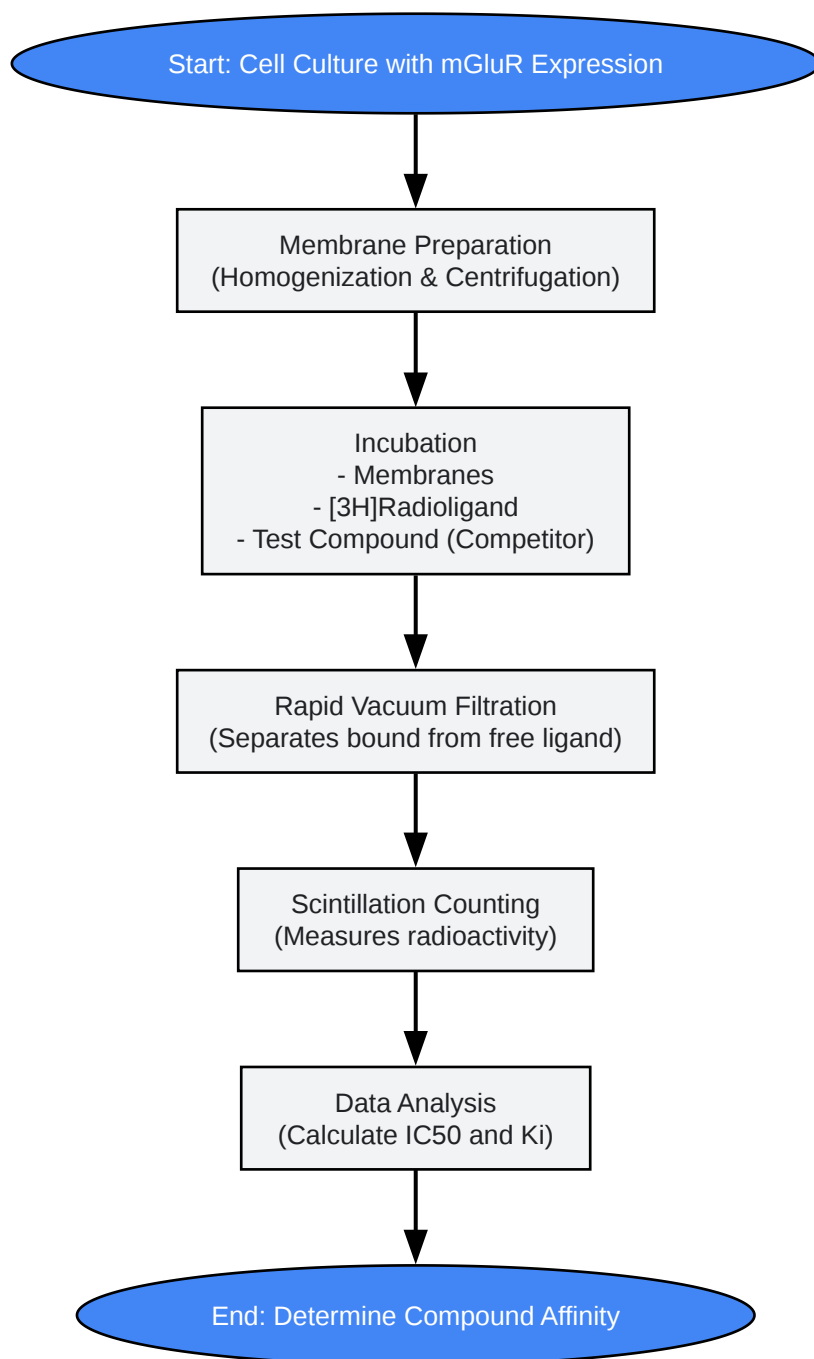 Start: Cell Culture with mGluR Expression
Membrane Preparation
(Homogenization & Centrifugation)
Incubation
- Membranes
- [3H]Radioligand
- Test Compound (Competitor)
Rapid Vacuum Filtration
(Separates bound from free ligand)
Scintillation Counting
(Measures radioactivity)
Data Analysis
(Calculate IC50 and Ki)
End: Determine Compound Affinity